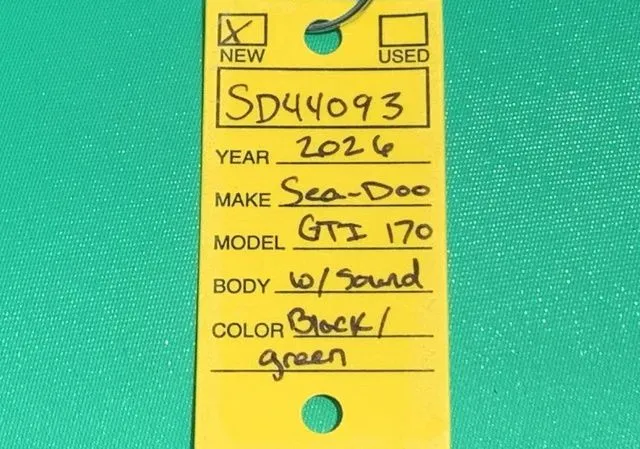 X
NEW USED
SD44093
YEAR 2026
MAKE Sea-Doo
MODEL GTI 170
BODY w/ Sound
COLOR Black/
green